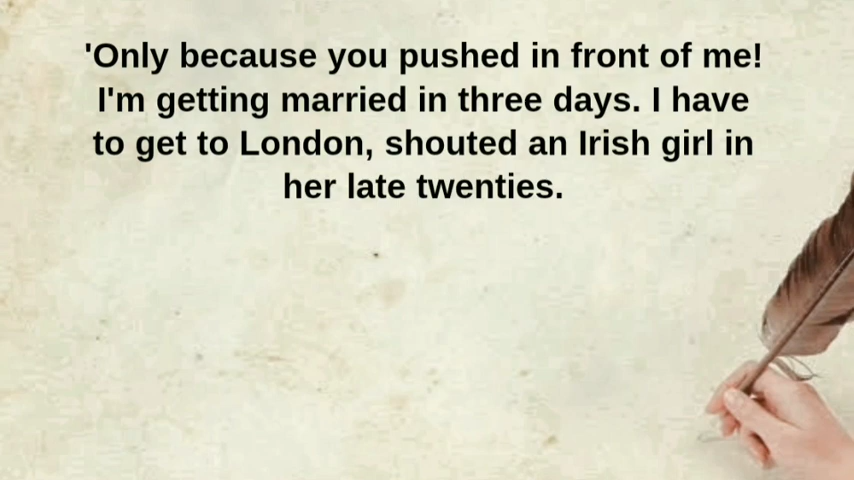 'Only because you pushed in front of me!
I'm getting married in three days. I have
to get to London, shouted an Irish girl in
her late twenties.